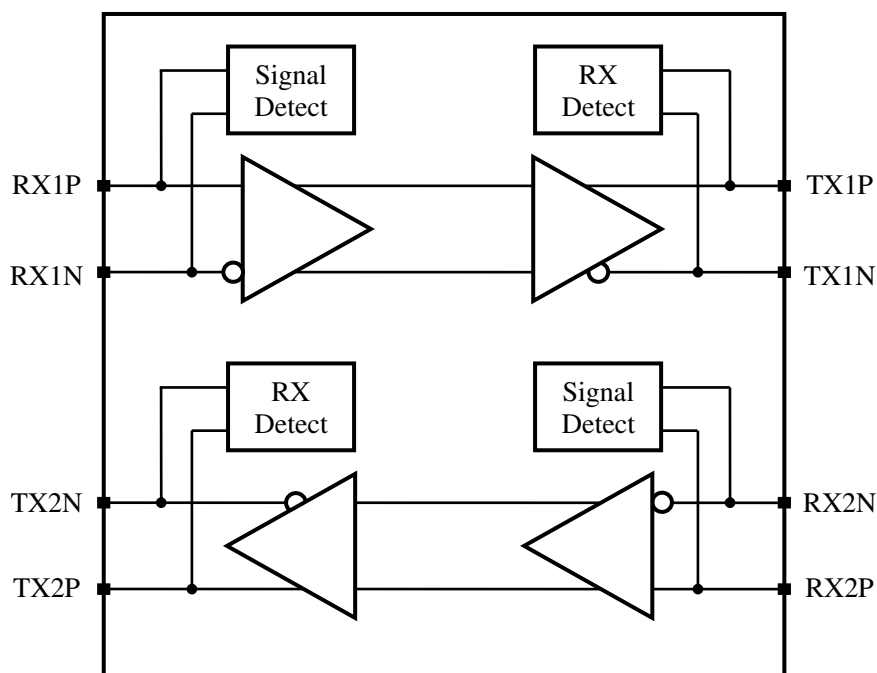 Signal
Detect
RX
Detect
RX1P
TX1P
RX1N
TX1N
RX
Detect
Signal
Detect
TX2N
RX2N
TX2P
RX2P